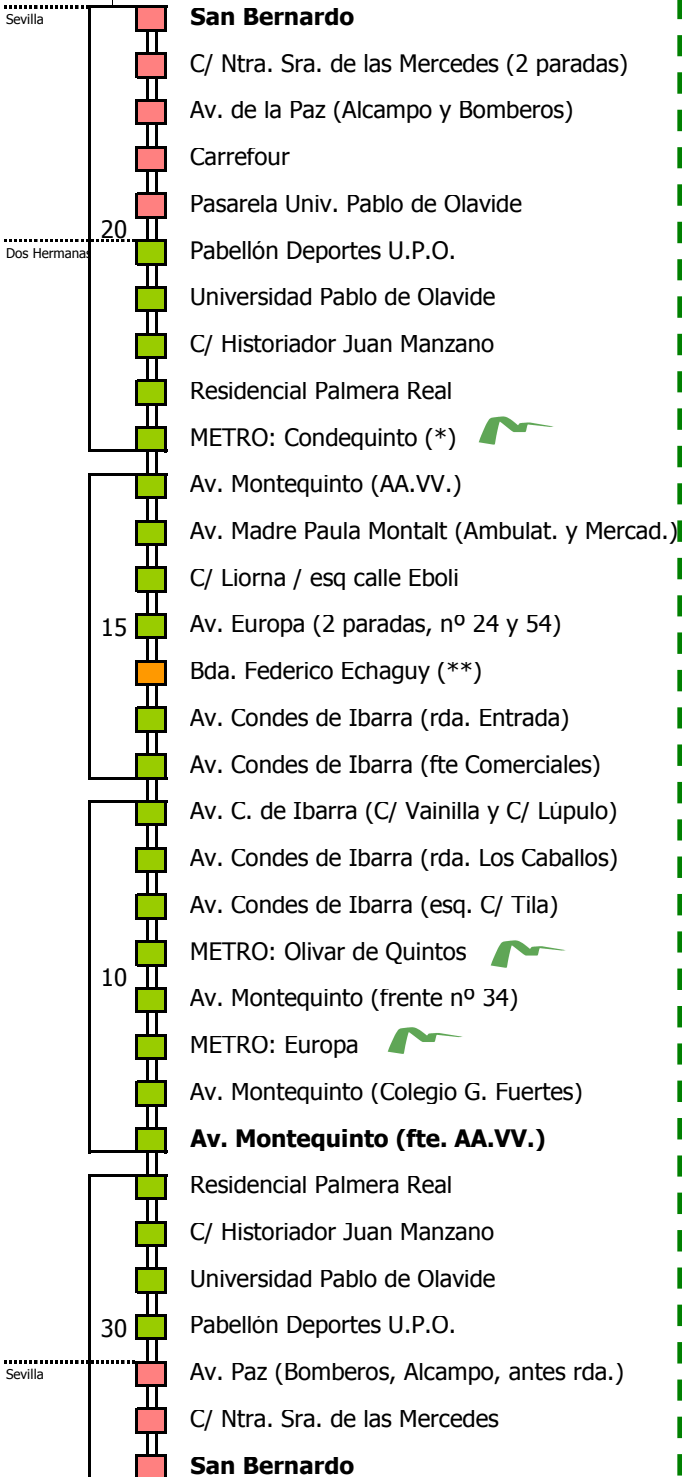 Sevilla
San Bernardo
C/ Ntra. Sra. de las Mercedes (2 paradas)
Av. de la Paz (Alcampo y Bomberos)
Carrefour
Pasarela Univ. Pablo de Olavide
20
Dos Hermanas
Pabellón Deportes U.P.O.
Universidad Pablo de Olavide
C/ Historiador Juan Manzano
Residencial Palmera Real
METRO: Condequinto (*)
Av. Montequinto (AA.VV.)
Av. Madre Paula Montalt (Ambulat. y Mercad.)
C/ Liorna / esq calle Eboli
15
Av. Europa (2 paradas, nº 24 y 54)
Bda. Federico Echaguy (**)
Av. Condes de Ibarra (rda. Entrada)
Av. Condes de Ibarra (fte Comerciales)
Av. C. de Ibarra (C/ Vainilla y C/ Lúpulo)
Av. Condes de Ibarra (rda. Los Caballos)
Av. Condes de Ibarra (esq. C/ Tila)
METRO: Olivar de Quintos
10
Av. Montequinto (frente nº 34)
METRO: Europa
Av. Montequinto (Colegio G. Fuertes)
Av. Montequinto (fte. AA.VV.)
Residencial Palmera Real
C/ Historiador Juan Manzano
Universidad Pablo de Olavide
30
Pabellón Deportes U.P.O.
Sevilla
Av. Paz (Bomberos, Alcampo, antes rda.)
C/ Ntra. Sra. de las Mercedes
San Bernardo